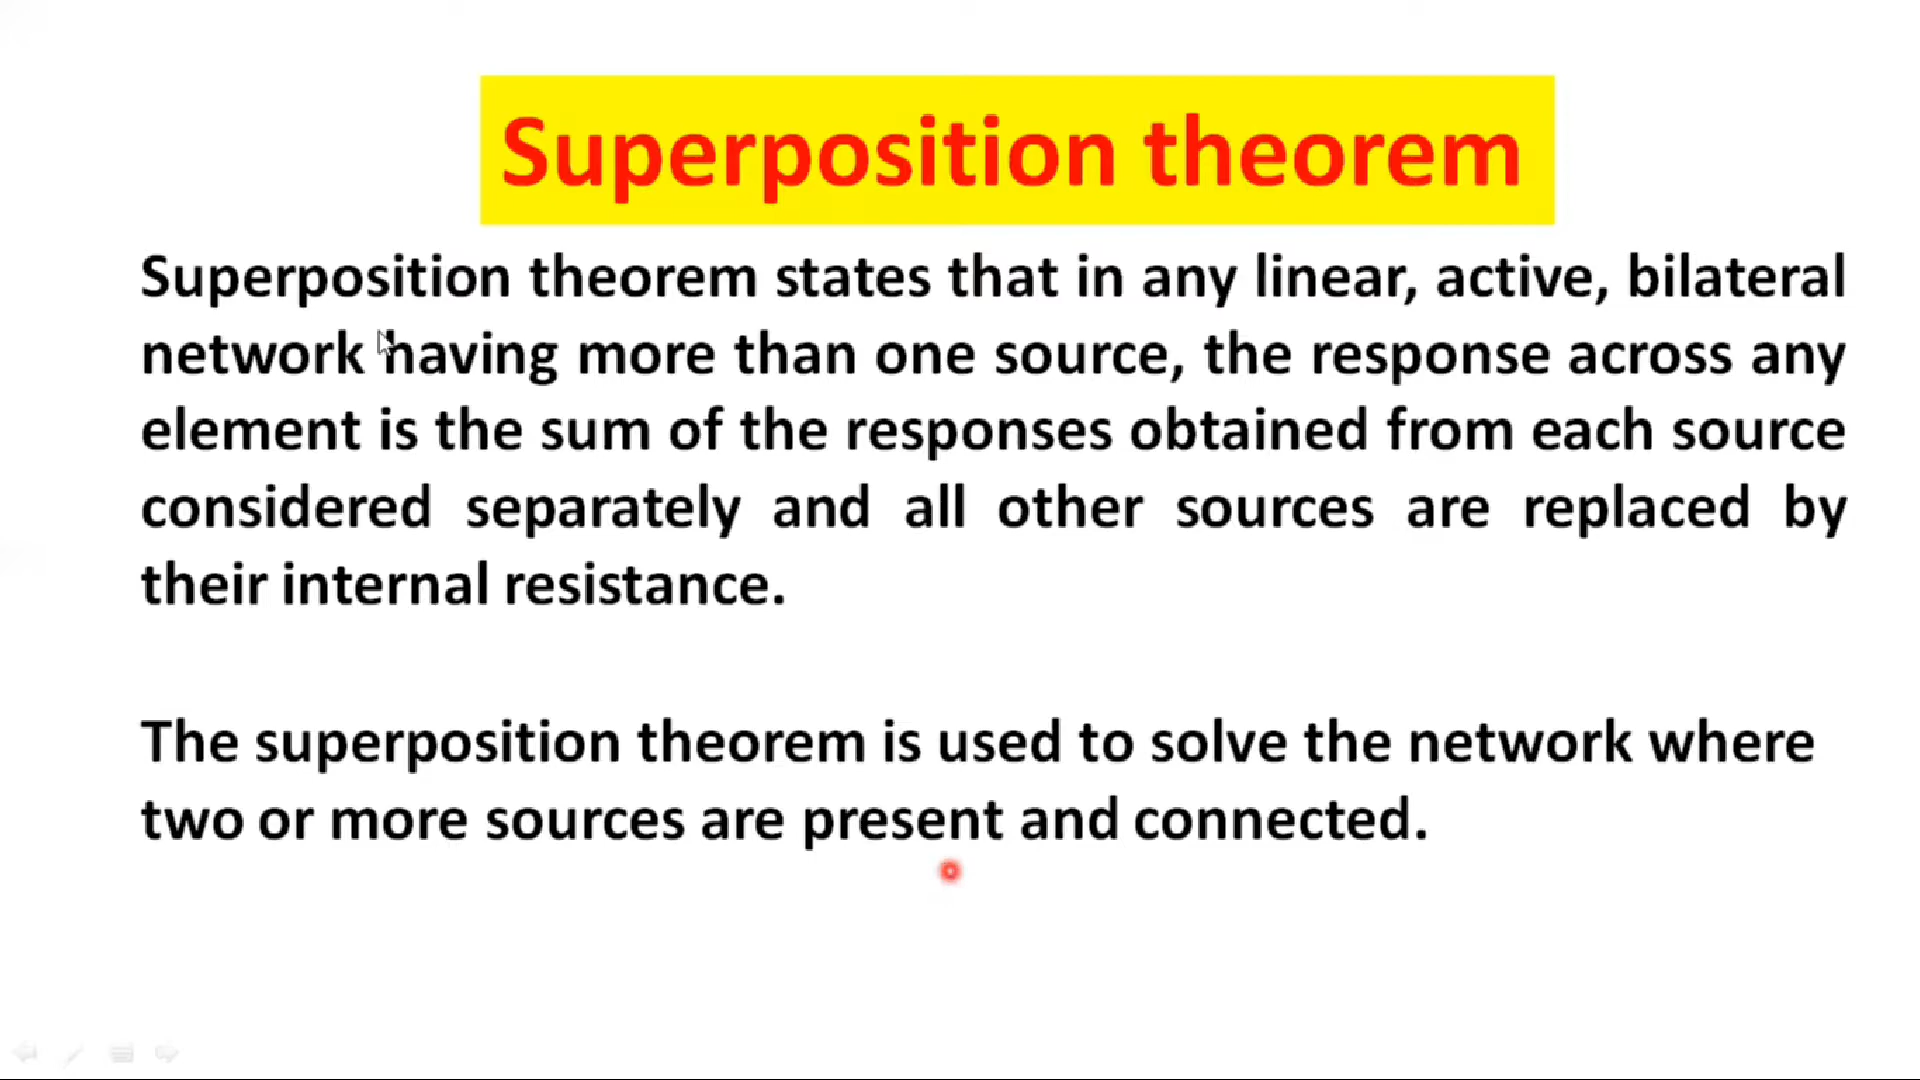 Superposition theorem
Superposition theorem states that in any linear, active, bilateral
network having more than one source, the response across any
element is the sum of the responses obtained from each source
considered separately and all other sources are replaced by
their internal resistance.
The superposition theorem is used to solve the network where
two or more sources are present and connected.